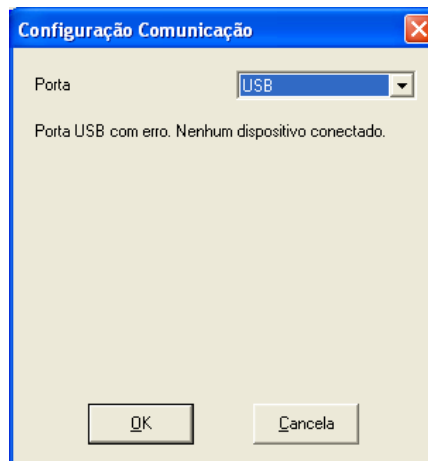 Configuração Comunicação
Porta USB
Porta USB com erro. Nenhum dispositivo conectado.
OK Cancela